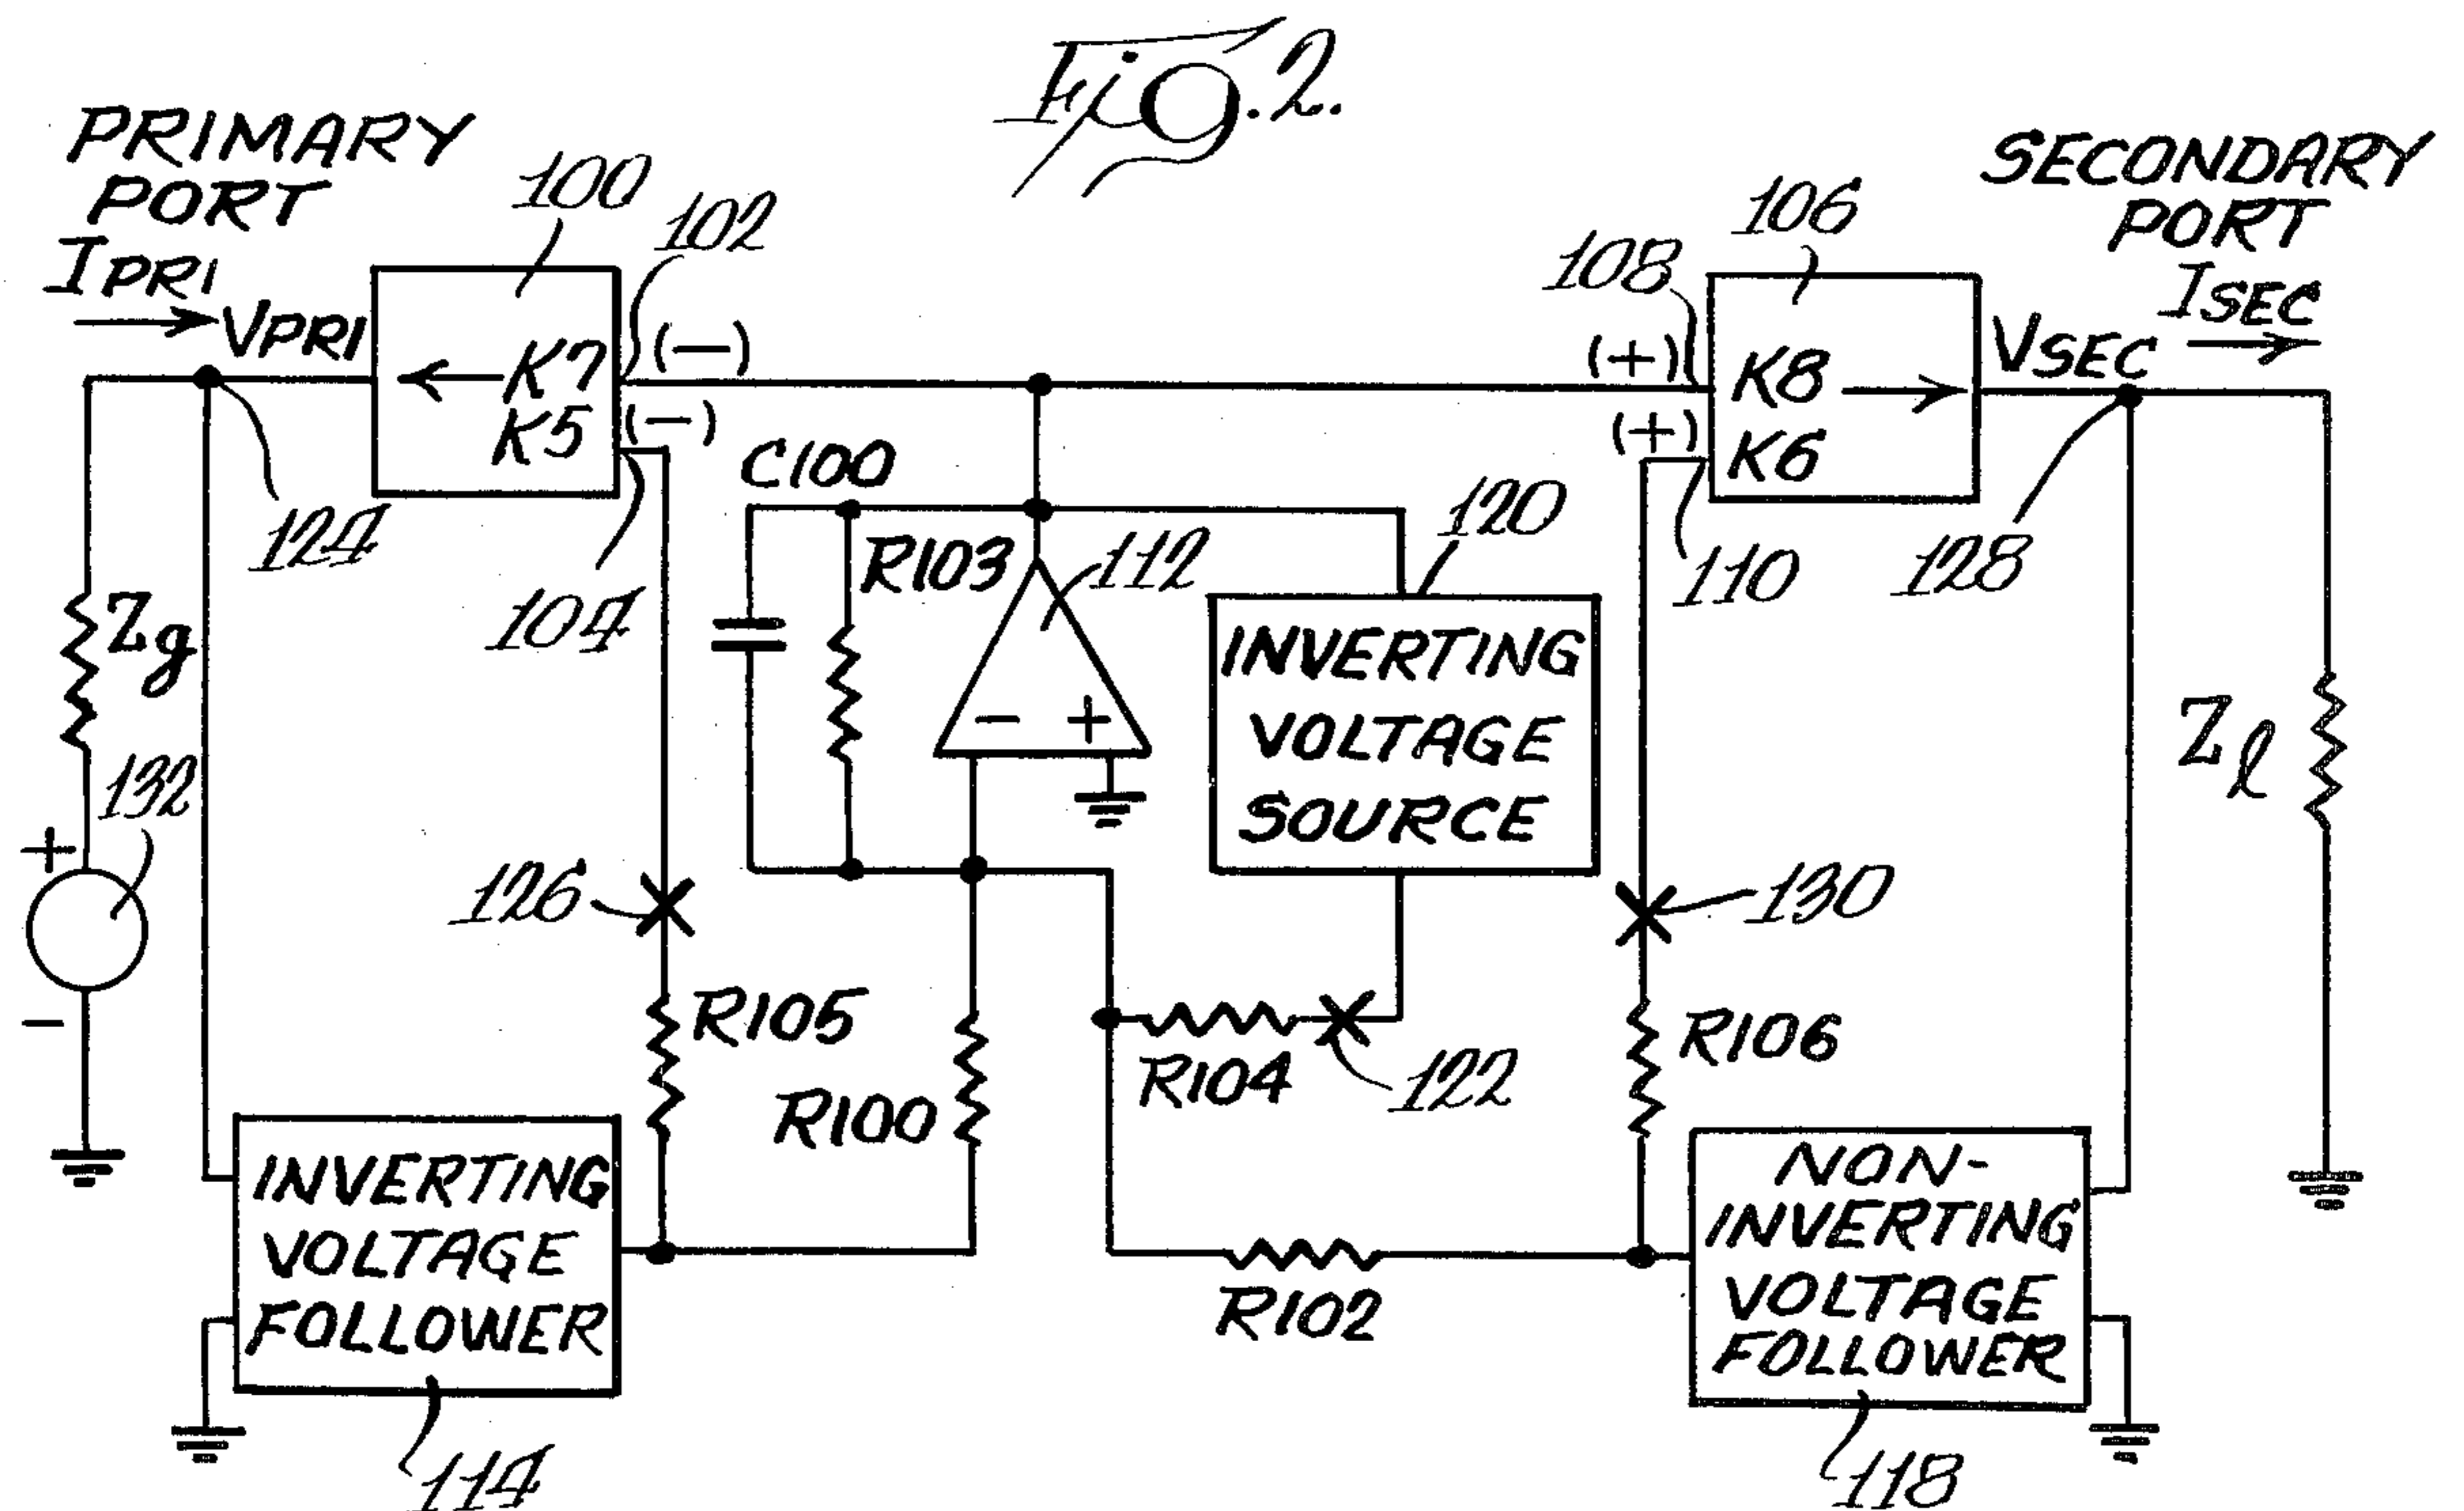 Fig. 2.
PRIMARY
PORT
IPRI
VPRI
100
102
(—)
K7
K5
(—)
104
124
Zg
132
+
−
C100
R103
112
− +
120
INVERTING
VOLTAGE
SOURCE
108
(+)
(+)
106
K8
K6
110
SECONDARY
PORT
ISEC
VSEC
128
Zl
126
R105
R100
R104
122
130
R106
R102
INVERTING
VOLTAGE
FOLLOWER
114
NON-
INVERTING
VOLTAGE
FOLLOWER
118